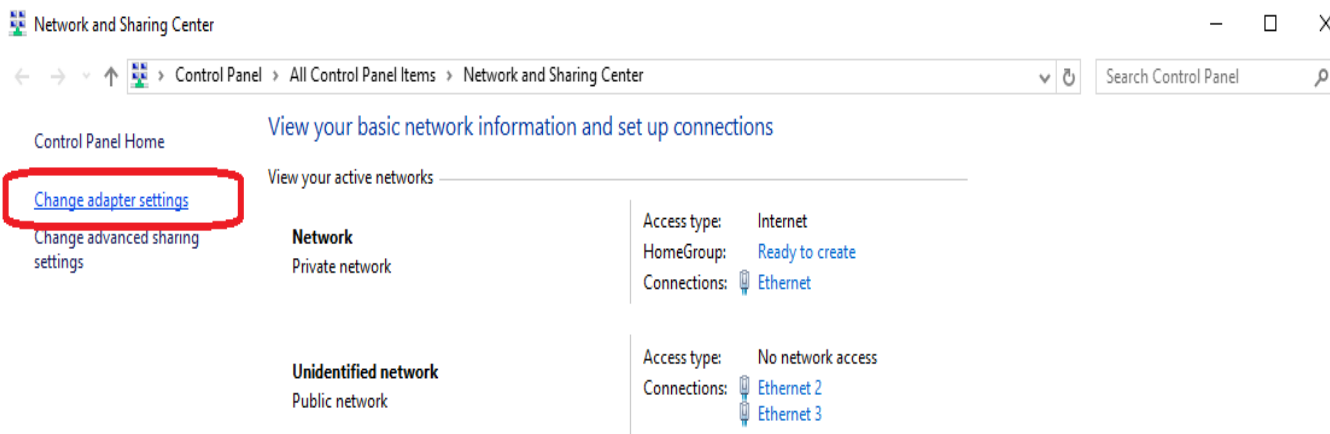 Network and Sharing Center
Control Panel > All Control Panel Items > Network and Sharing Center
Search Control Panel
Control Panel Home
Change adapter settings
Change advanced sharing
settings
View your basic network information and set up connections
View your active networks
Network
Private network
Access type: Internet
HomeGroup: Ready to create
Connections: Ethernet
Unidentified network
Public network
Access type: No network access
Connections: Ethernet 2
Ethernet 3